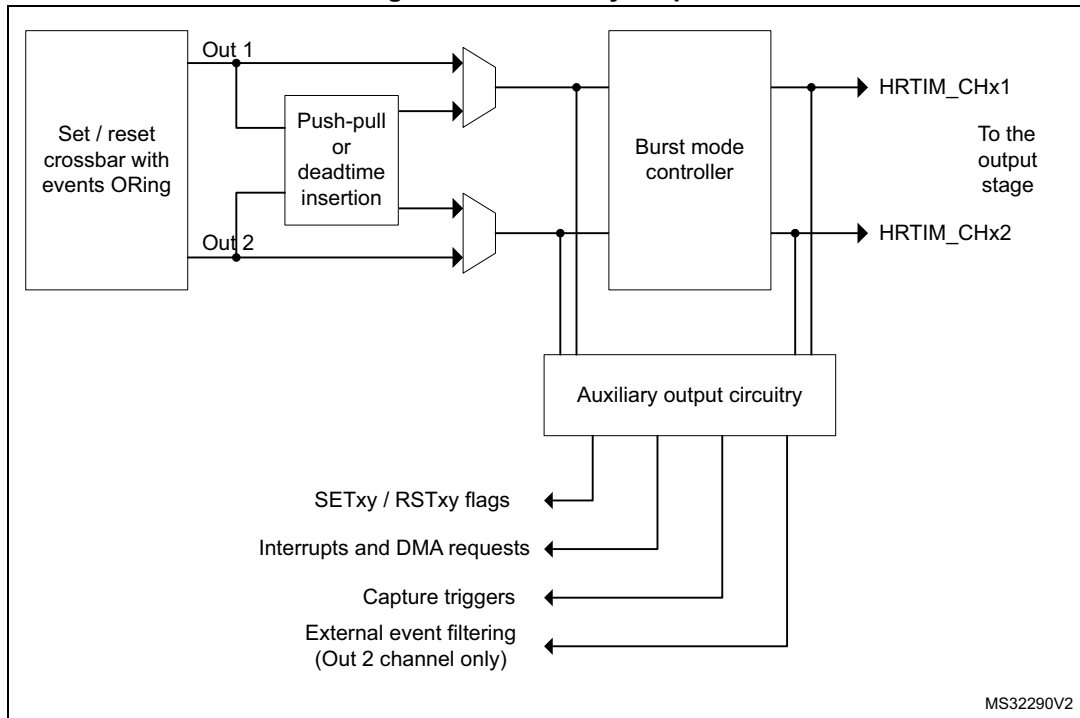 Out 1
Set / reset
crossbar with
events ORing
Out 2
Push-pull
or
deadtime
insertion
Burst mode
controller
HRTIM_CHx1
To the
output
stage
HRTIM_CHx2
Auxiliary output circuitry
SETxy / RSTxy flags
Interrupts and DMA requests
Capture triggers
External event filtering
(Out 2 channel only)
MS32290V2